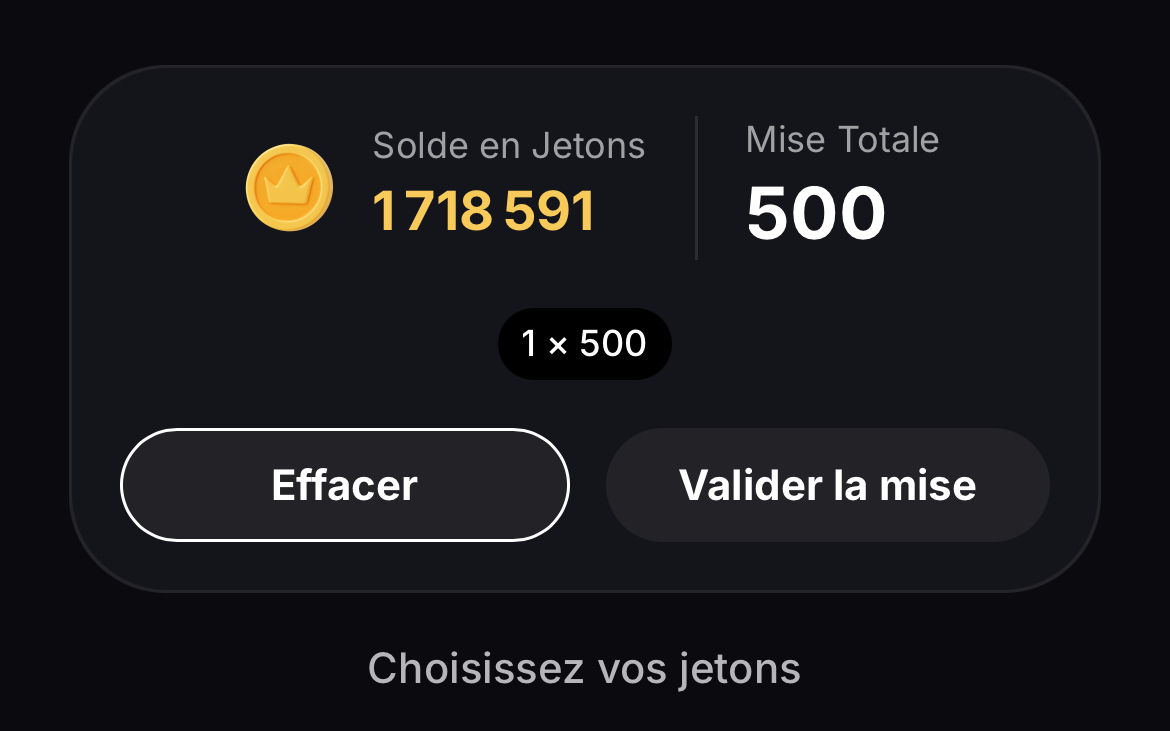 Solde en Jetons
1 718 591
Mise Totale
500
1 × 500
Effacer
Valider la mise
Choisissez vos jetons